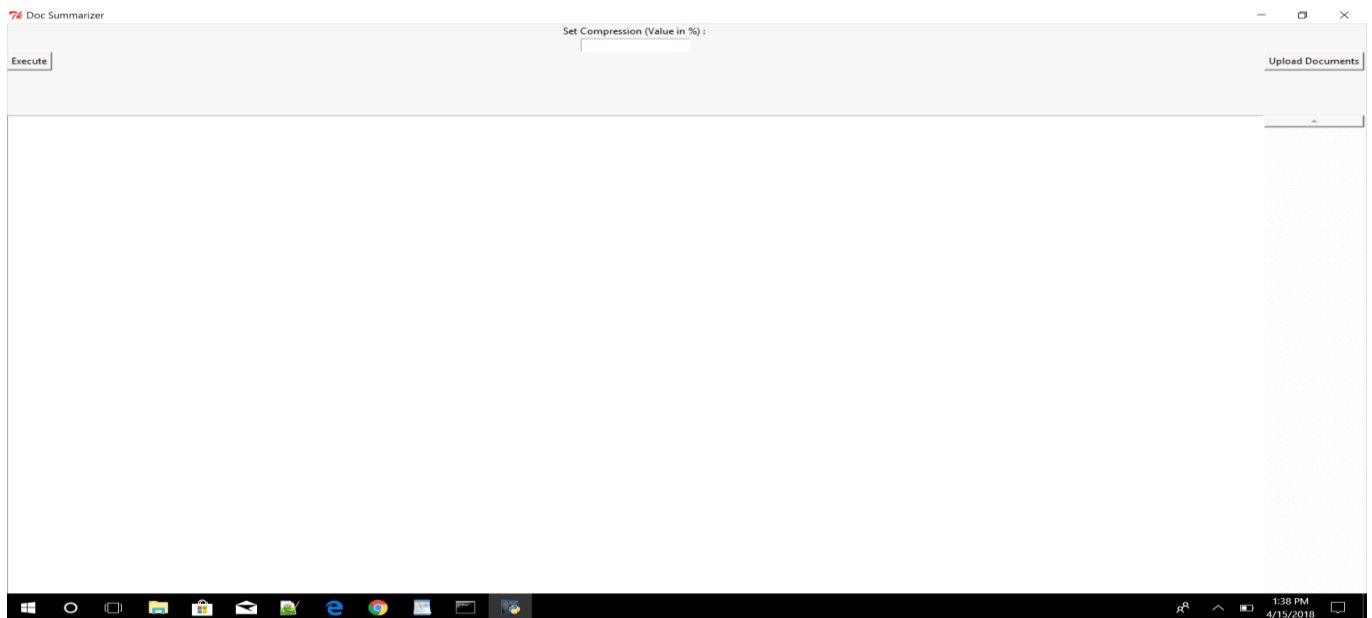 Doc Summarizer
Set Compression (Value in %) :
Execute
Upload Documents
1:38 PM
4/15/2018